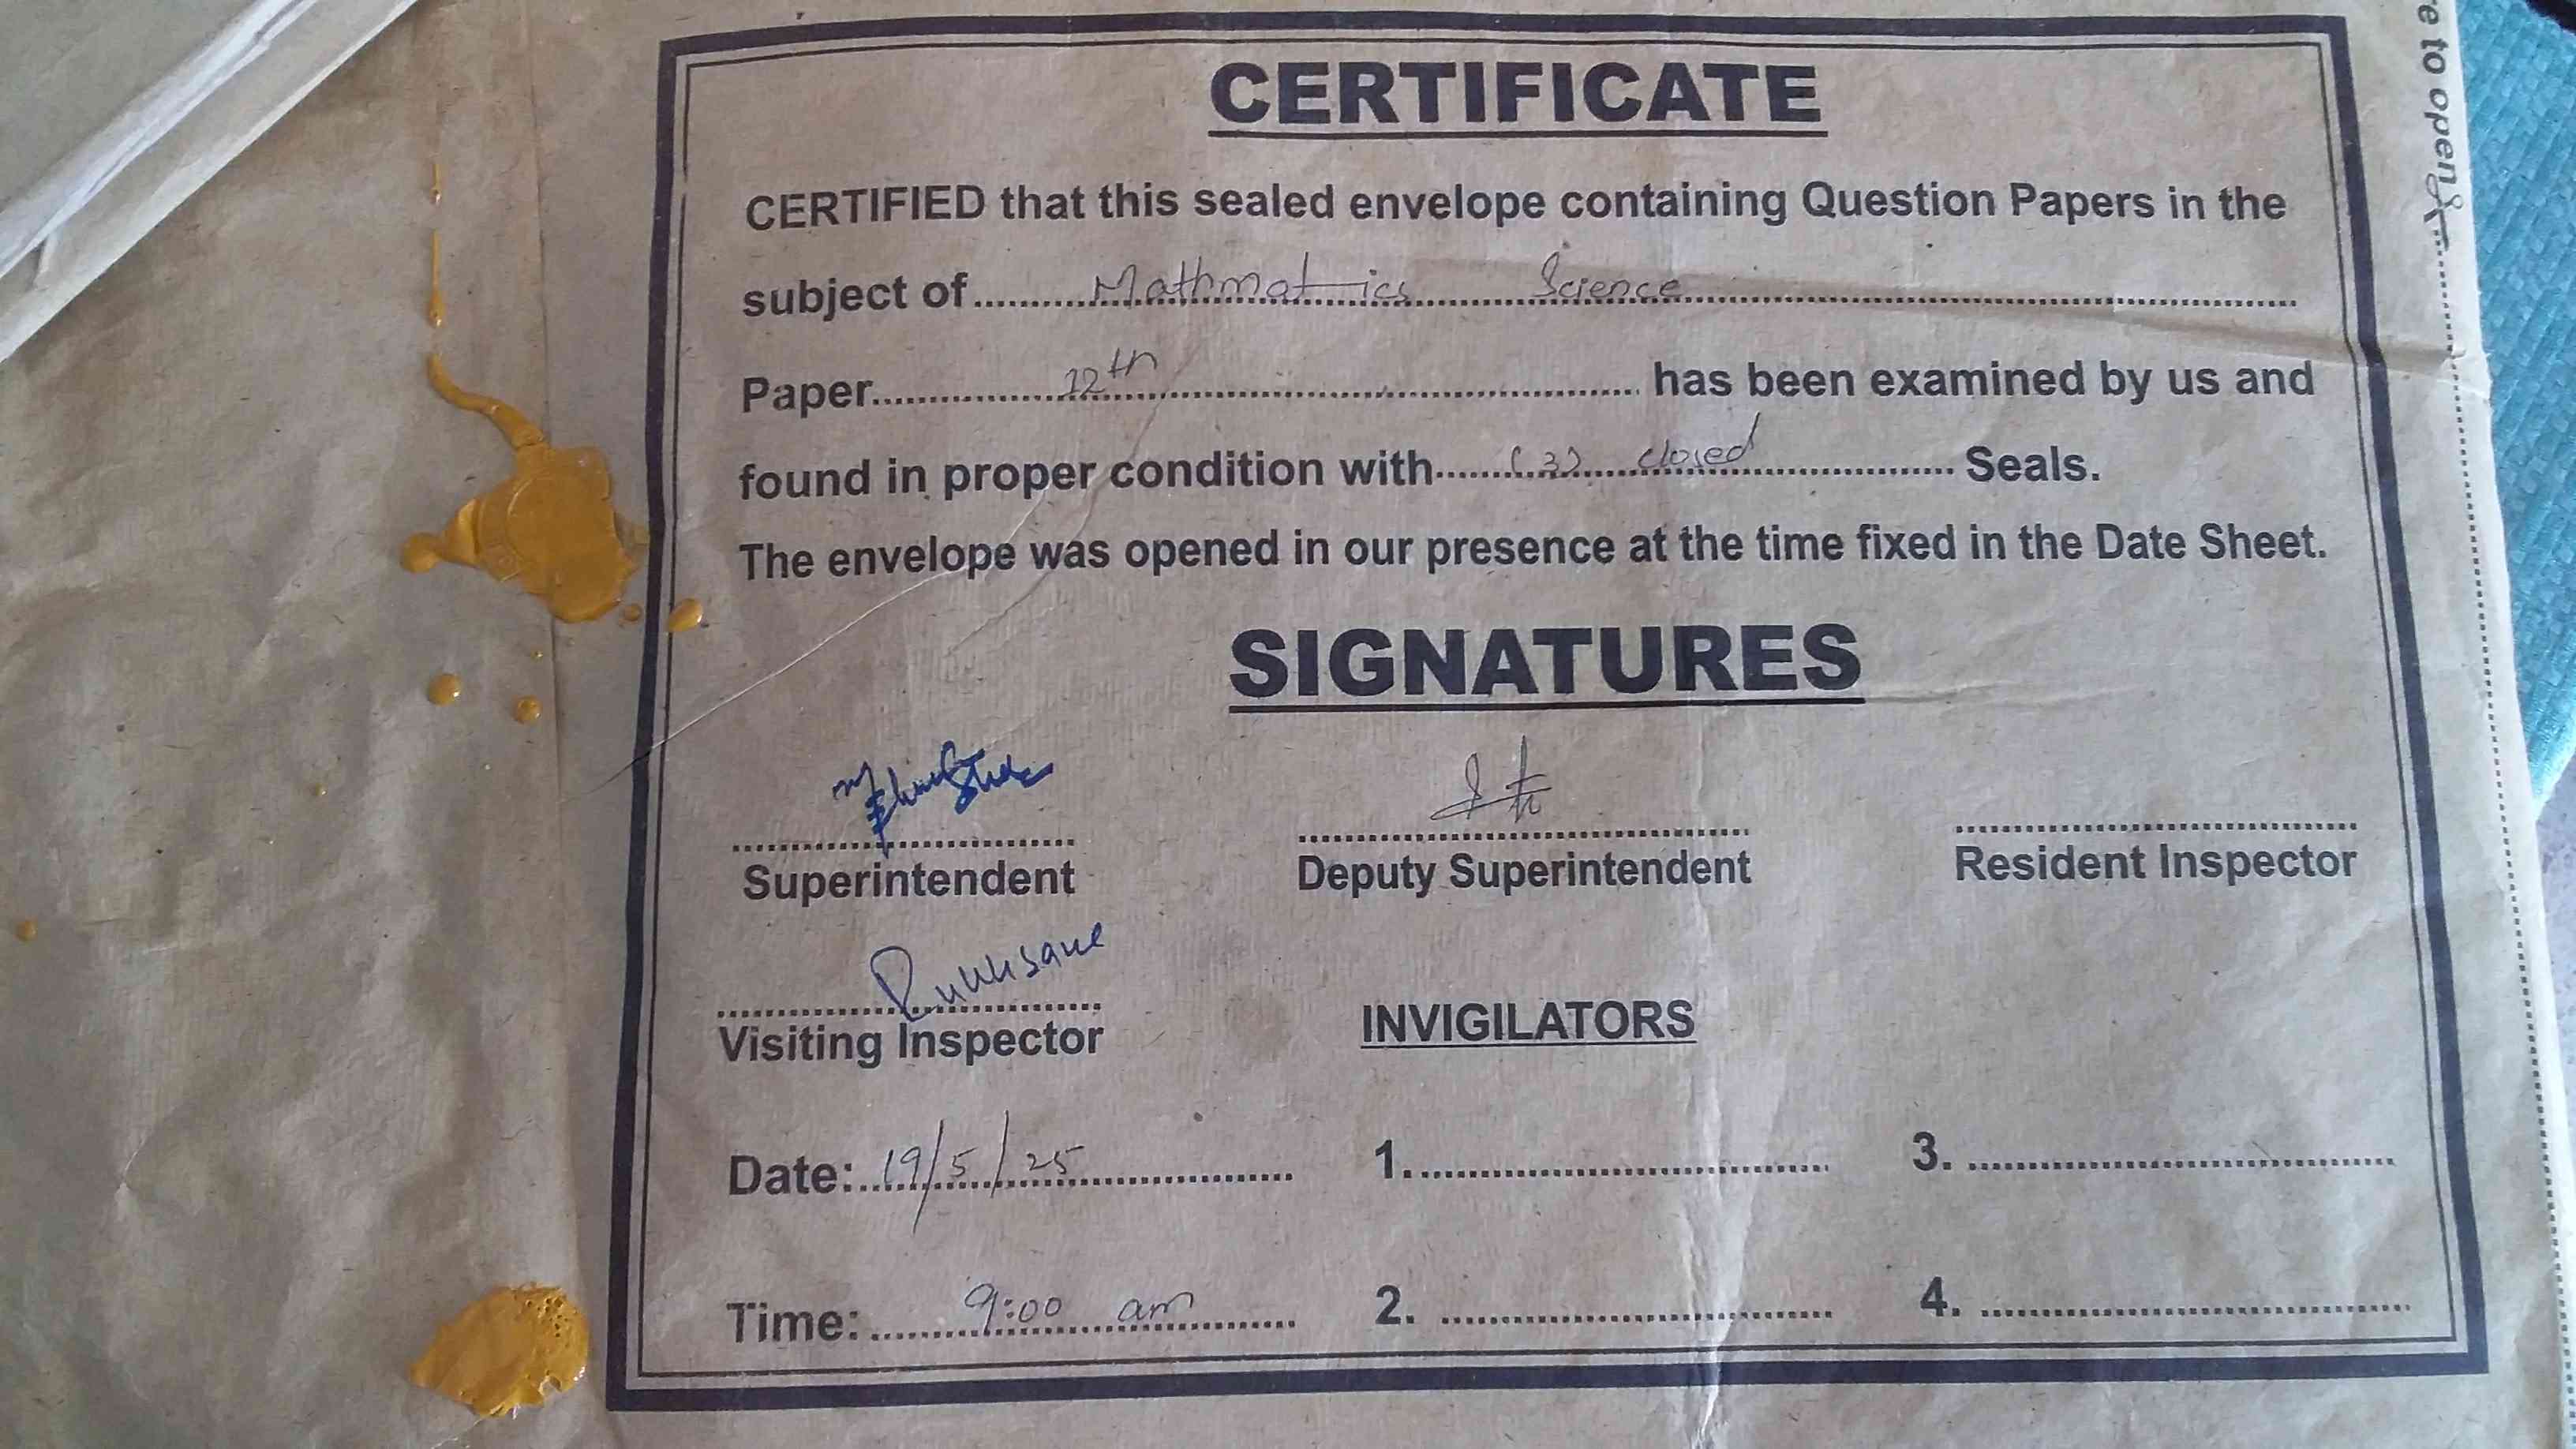 CERTIFICATE
CERTIFIED that this sealed envelope containing Question Papers in the
subject of Mathmatics Science
Paper 12th has been examined by us and
found in proper condition with (3) closed Seals.
The envelope was opened in our presence at the time fixed in the Date Sheet.
SIGNATURES
Superintendent Deputy Superintendent Resident Inspector
Visiting Inspector INVIGILATORS
Date: 19/5/25 1. 3.
Time: 9:00 am 2. 4.
to open